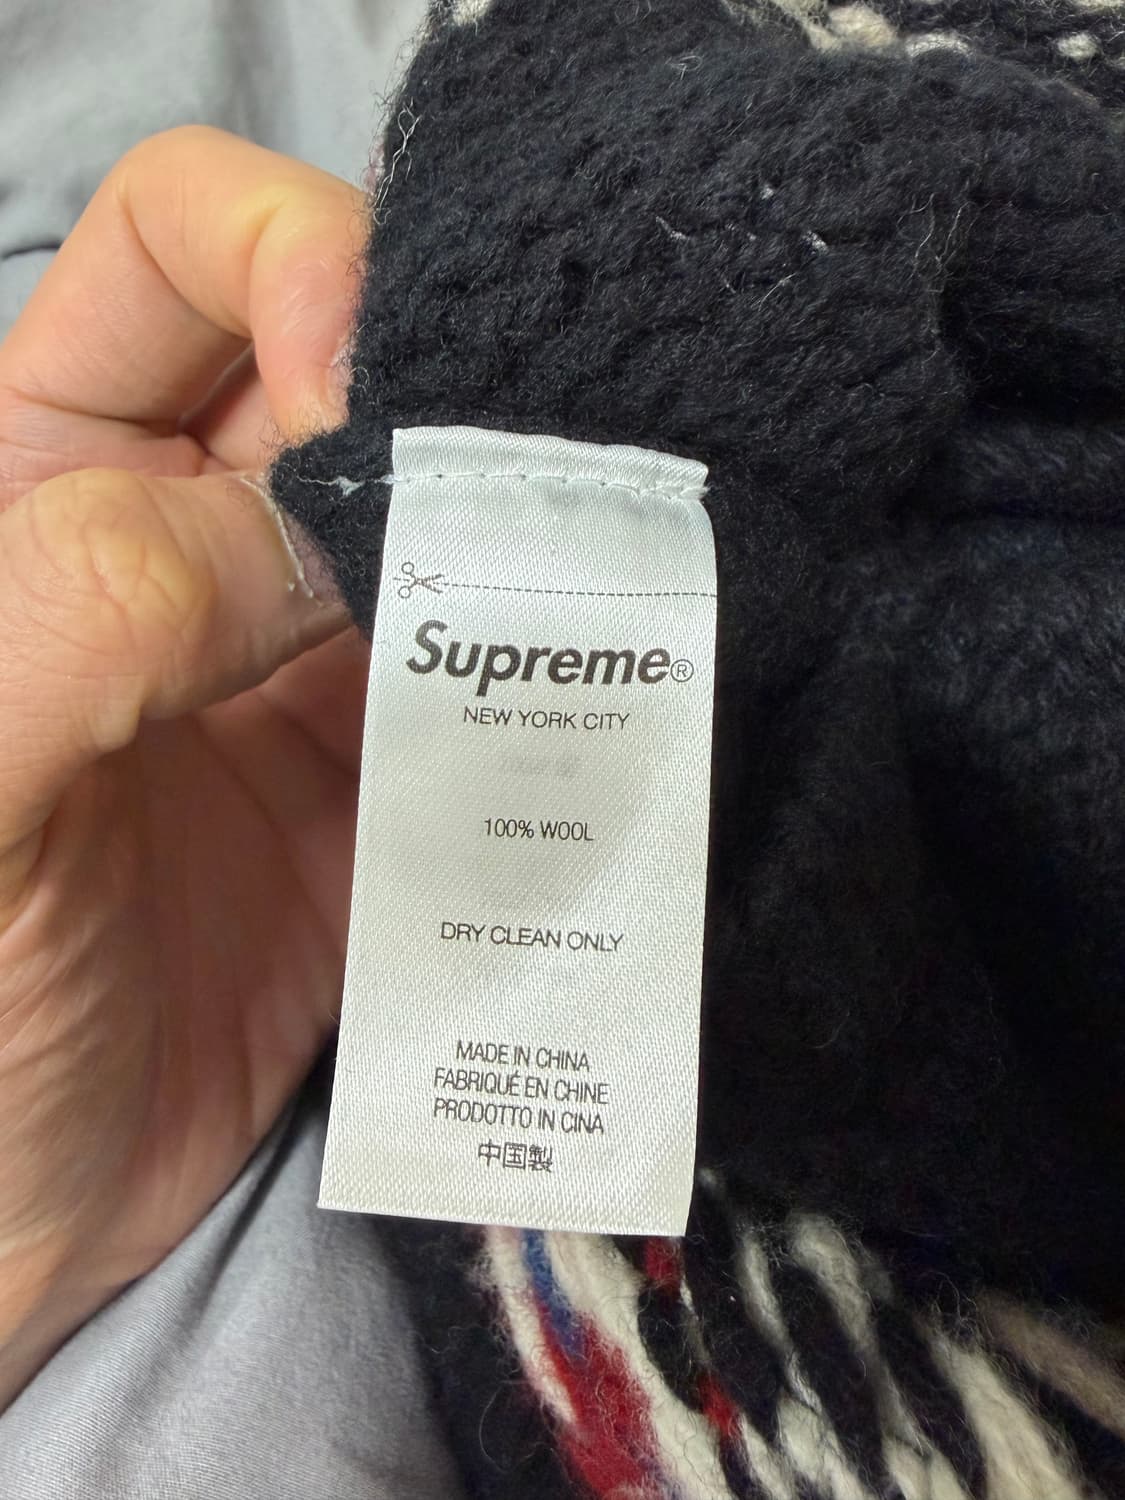 Supreme®
NEW YORK CITY
100% WOOL
DRY CLEAN ONLY
MADE IN CHINA
FABRIQUÉ EN CHINE
PRODOTTO IN CINA
中国製